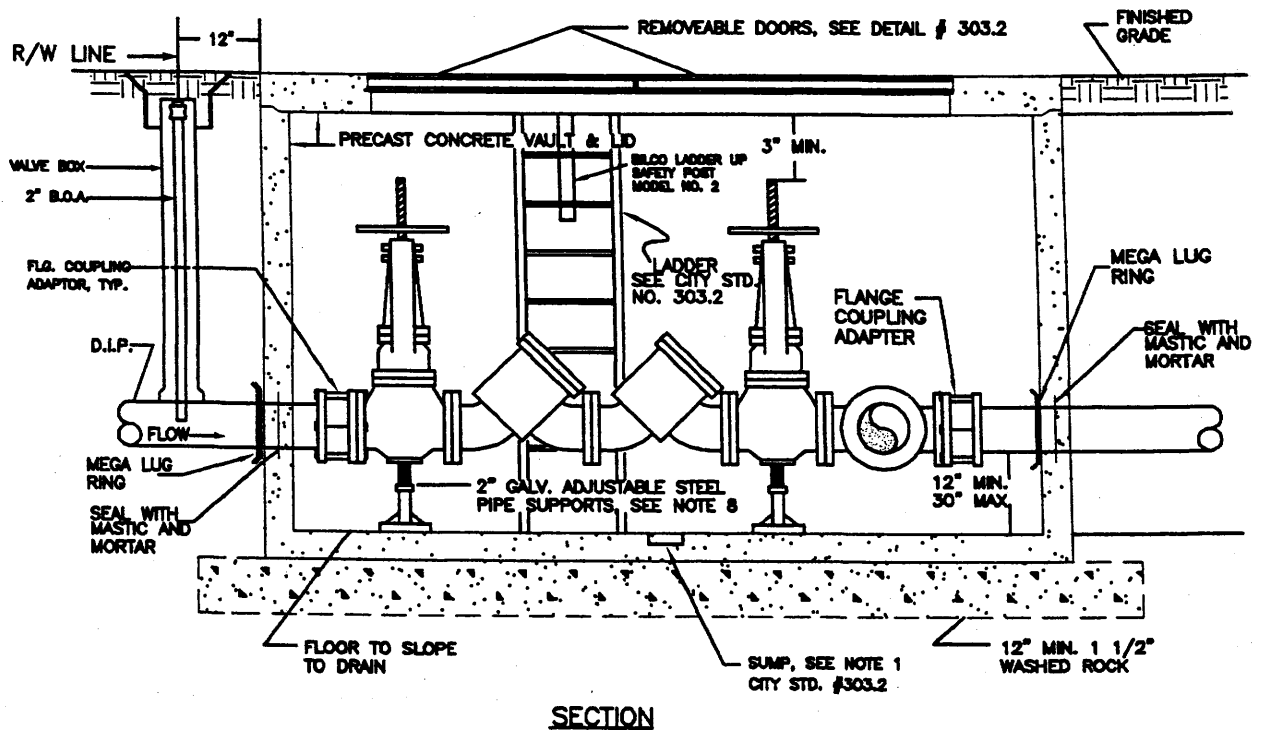 12"
REMOVEABLE DOORS, SEE DETAIL # 303.2
FINISHED
GRADE
R/W LINE
PRECAST CONCRETE VAULT & LID
3" MIN.
VALVE BOX
BILCO LADDER UP
SAFETY POST
MODEL NO. 2
2" B.O.A.
FLG. COUPLING
ADAPTOR, TYP.
LADDER
SEE CITY STD.
NO. 303.2
MEGA LUG
RING
FLANGE
COUPLING
ADAPTER
SEAL WITH
MASTIC AND
MORTAR
D.I.P.
FLOW
MEGA LUG
RING
2" GALV. ADJUSTABLE STEEL
PIPE SUPPORTS, SEE NOTE 8
12" MIN.
30" MAX
SEAL WITH
MASTIC AND
MORTAR
FLOOR TO SLOPE
TO DRAIN
SUMP, SEE NOTE 1
CITY STD. #303.2
12" MIN. 1 1/2"
WASHED ROCK
SECTION